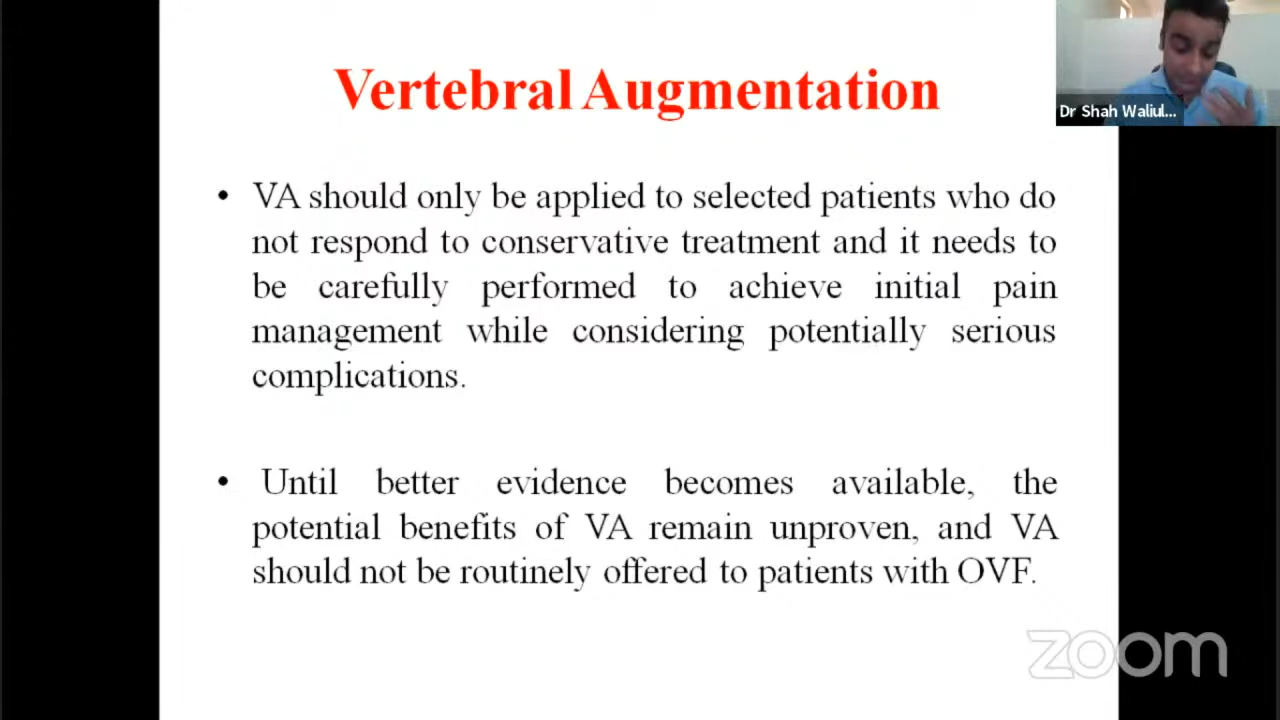 Vertebral Augmentation
Dr Shah Waliul...
• VA should only be applied to selected patients who do
not respond to conservative treatment and it needs to
be carefully performed to achieve initial pain
management while considering potentially serious
complications.
• Until better evidence becomes available, the
potential benefits of VA remain unproven, and VA
should not be routinely offered to patients with OVF.
zoom